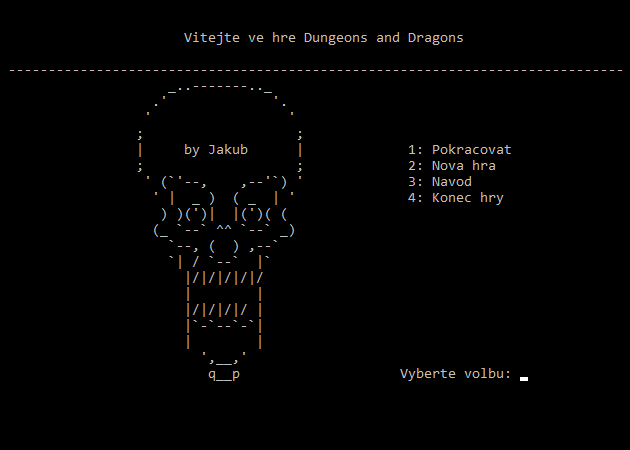 Vitejte ve hre Dungeons and Dragons
by Jakub
1: Pokracovat
2: Nova hra
3: Navod
4: Konec hry
Vyberte volbu: